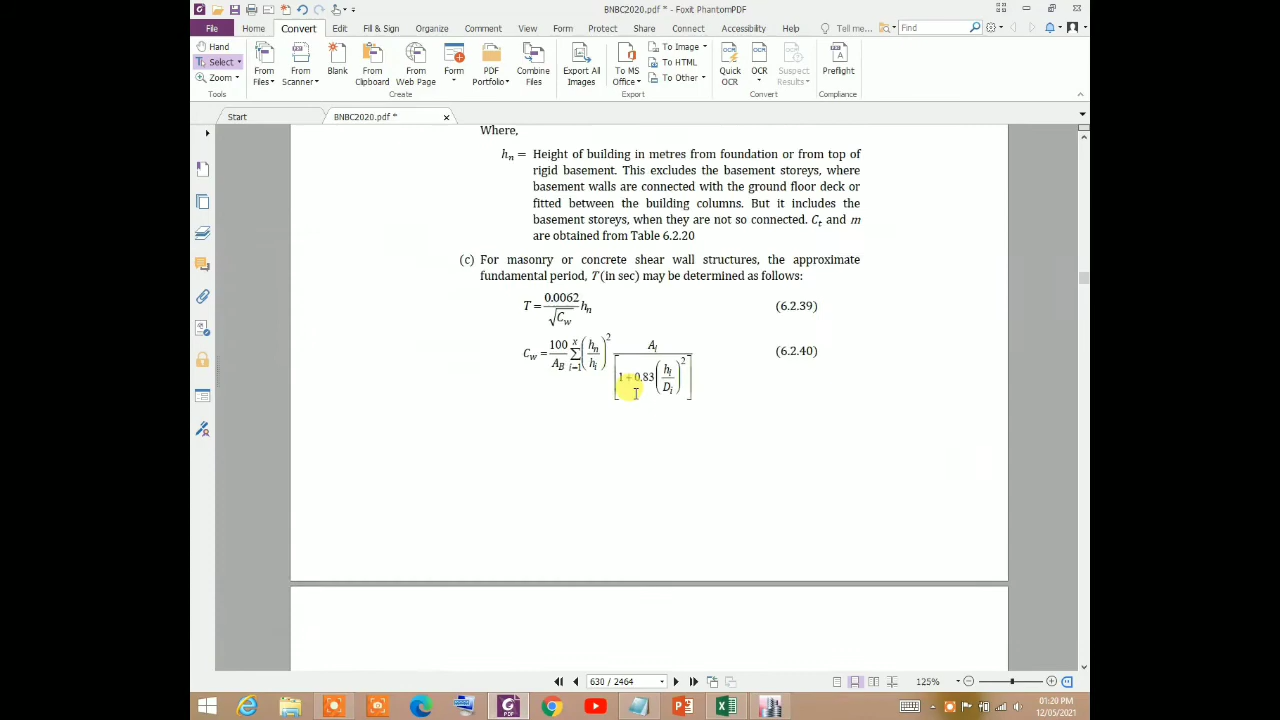 BNBC2020.pdf * - Foxit PhantomPDF
File Home Convert Edit Fill & Sign Organize Comment View Form Protect Share Connect Accessibility Help Tell me... Find
Hand
Select
Zoom
Tools
From Files
From Scanner
Blank
From Clipboard
From Web Page
Form
PDF Portfolio
Combine Files
Create
Export All Images
To MS Office
To Image
To HTML
To Other
Export
Quick OCR
OCR
Suspect Results
Convert
Preflight
Compliance
Start
BNBC2020.pdf *
Where,
hₙ = Height of building in metres from foundation or from top of
rigid basement. This excludes the basement storeys, where
basement walls are connected with the ground floor deck or
fitted between the building columns. But it includes the
basement storeys, when they are not so connected. Cₜ and m
are obtained from Table 6.2.20
(c) For masonry or concrete shear wall structures, the approximate
fundamental period, T (in sec) may be determined as follows:
T = 0.0062/√C_w hₙ (6.2.39)
C_w = 100/A_B Σ_{i=1}^{x} (hₙ/hᵢ)² Aᵢ/[1+0.83(hᵢ/Dᵢ)²] (6.2.40)
630 / 2464
125%
PDF
01:20 PM
12/05/2021